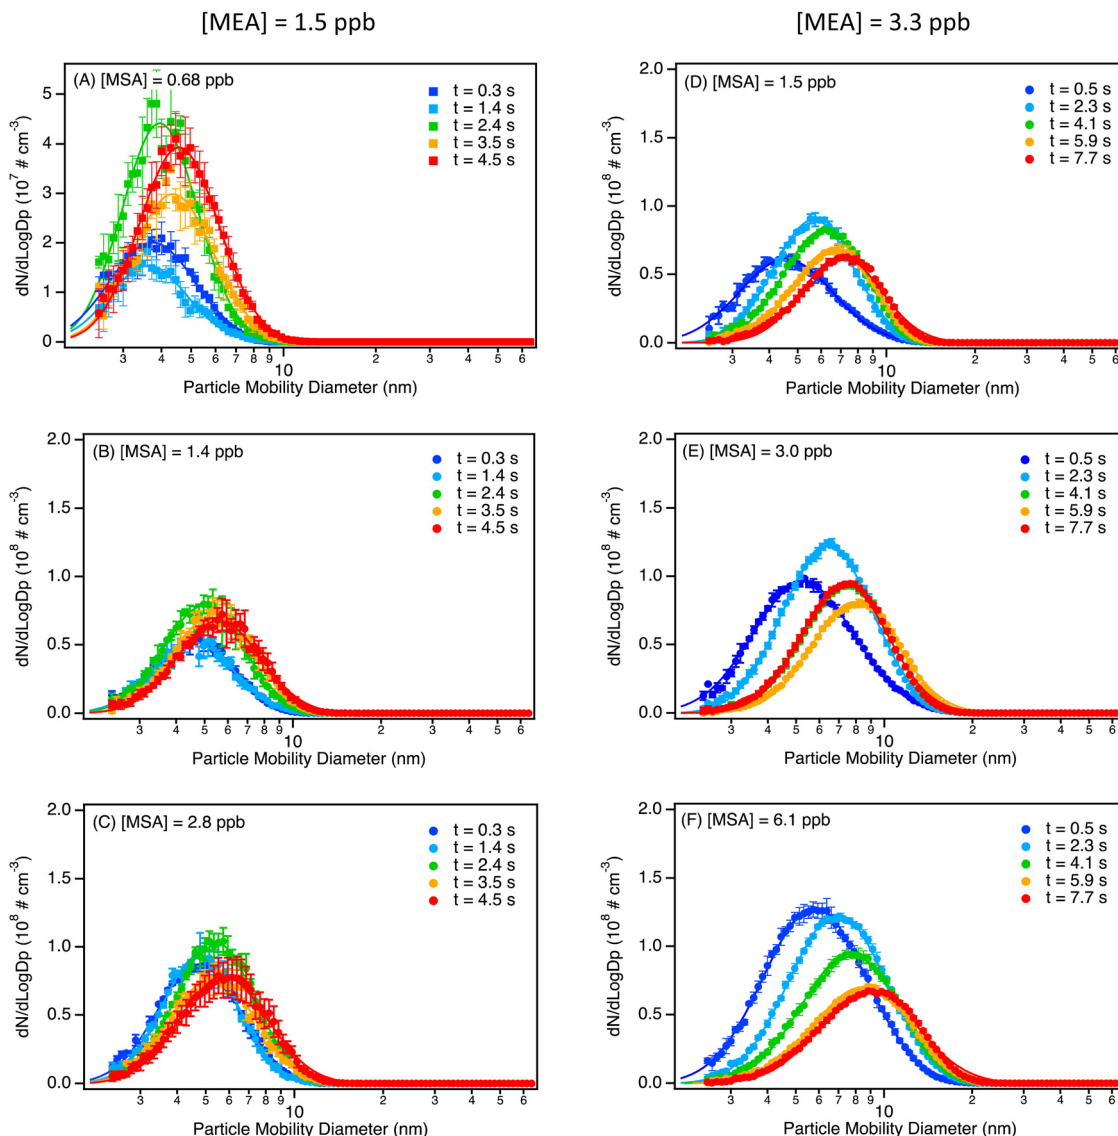 [MEA] = 1.5 ppb
[MEA] = 3.3 ppb
(A) [MSA] = 0.68 ppb
t = 0.3 s
t = 1.4 s
t = 2.4 s
t = 3.5 s
t = 4.5 s
dN/dLogDp (10⁷ # cm⁻³)
5
4
3
2
1
0
3 4 5 6 7 8 9 10 2 3 4 5 6
Particle Mobility Diameter (nm)
(D) [MSA] = 1.5 ppb
t = 0.5 s
t = 2.3 s
t = 4.1 s
t = 5.9 s
t = 7.7 s
dN/dLogDp (10⁸ # cm⁻³)
2.0
1.5
1.0
0.5
0.0
3 4 5 6 7 8 9 10 2 3 4 5 6
Particle Mobility Diameter (nm)
(B) [MSA] = 1.4 ppb
t = 0.3 s
t = 1.4 s
t = 2.4 s
t = 3.5 s
t = 4.5 s
dN/dLogDp (10⁸ # cm⁻³)
2.0
1.5
1.0
0.5
0.0
3 4 5 6 7 8 9 10 2 3 4 5 6
Particle Mobility Diameter (nm)
(E) [MSA] = 3.0 ppb
t = 0.5 s
t = 2.3 s
t = 4.1 s
t = 5.9 s
t = 7.7 s
dN/dLogDp (10⁸ # cm⁻³)
2.0
1.5
1.0
0.5
0.0
3 4 5 6 7 8 9 10 2 3 4 5 6
Particle Mobility Diameter (nm)
(C) [MSA] = 2.8 ppb
t = 0.3 s
t = 1.4 s
t = 2.4 s
t = 3.5 s
t = 4.5 s
dN/dLogDp (10⁸ # cm⁻³)
2.0
1.5
1.0
0.5
0.0
3 4 5 6 7 8 9 10 2 3 4 5 6
Particle Mobility Diameter (nm)
(F) [MSA] = 6.1 ppb
t = 0.5 s
t = 2.3 s
t = 4.1 s
t = 5.9 s
t = 7.7 s
dN/dLogDp (10⁸ # cm⁻³)
2.0
1.5
1.0
0.5
0.0
3 4 5 6 7 8 9 10 2 3 4 5 6
Particle Mobility Diameter (nm)